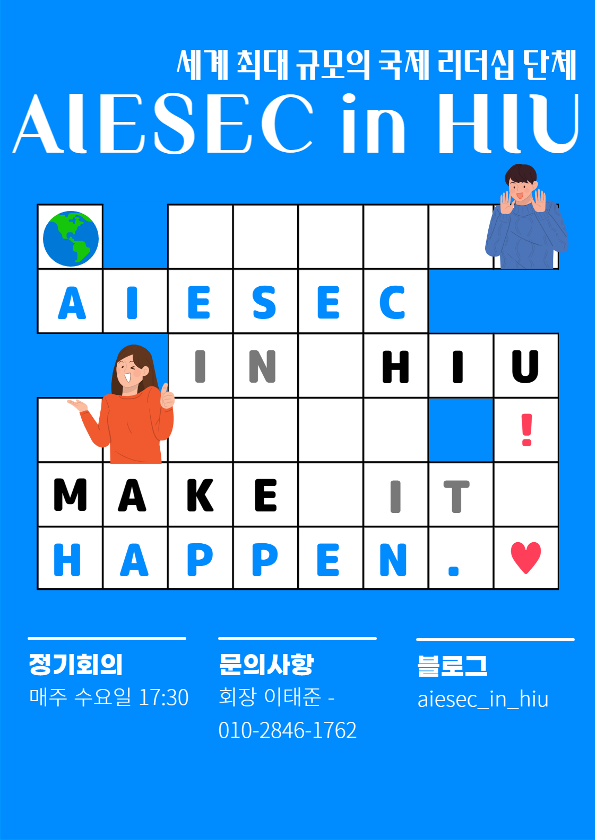 세계 최대 규모의 국제 리더십 단체
AIESEC in HIU
AIESEC
IN HIU
!
MAKE IT
HAPPEN.
정기회의
매주 수요일 17:30
문의사항
회장 이태준 -
010-2846-1762
블로그
aiesec_in_hiu